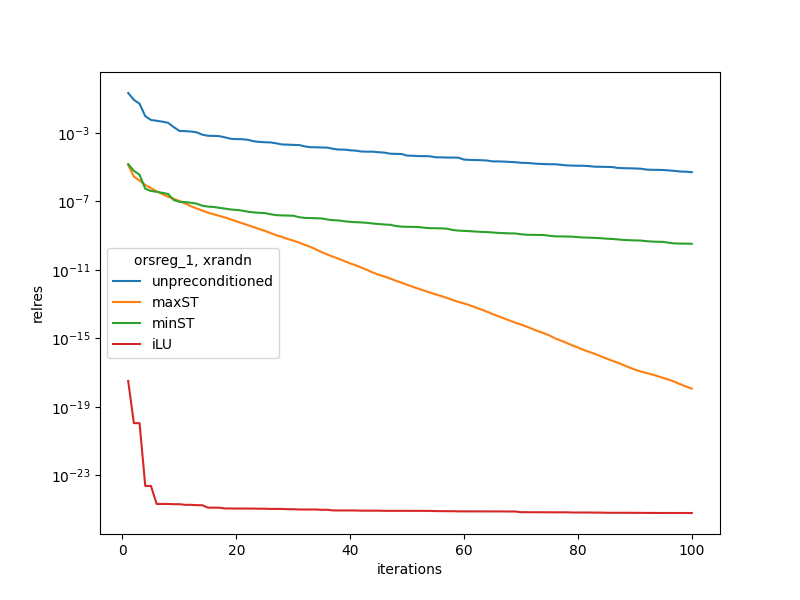 10⁻³
10⁻⁷
10⁻¹¹
10⁻¹⁵
10⁻¹⁹
10⁻²³
relres
orsreg_1, xrandn
unpreconditioned
maxST
minST
iLU
0 20 40 60 80 100
iterations